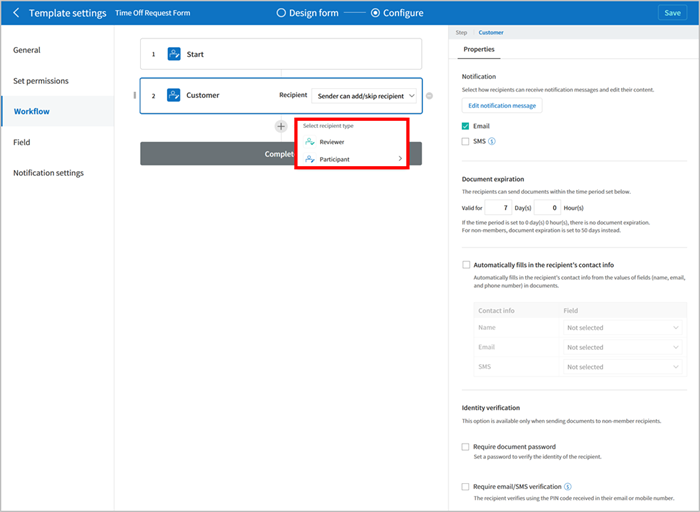 Template settings Time Off Request Form Design form Configure Save
General
Set permissions
Workflow
Field
Notification settings
1 Start
2 Customer Recipient Sender can add/skip recipient
Select recipient type
Reviewer
Participant
Complet
Step Customer
Properties
Notification
Select how recipients can receive notification messages and edit their content.
Edit notification message
Email
SMS
Document expiration
The recipients can send documents within the time period set below.
Valid for 7 Day(s) 0 Hour(s)
If the time period is set to 0 day(s) 0 hour(s), there is no document expiration.
For non-members, document expiration is set to 50 days instead.
Automatically fills in the recipient's contact info
Automatically fills in the recipient's contact info from the values of fields (name, email,
and phone number) in documents.
Contact info Field
Name Not selected
Email Not selected
SMS Not selected
Identity verification
This option is available only when sending documents to non-member recipients.
Require document password
Set a password to verify the identity of the recipient.
Require email/SMS verification
The recipient verifies using the PIN code received in their email or mobile number.